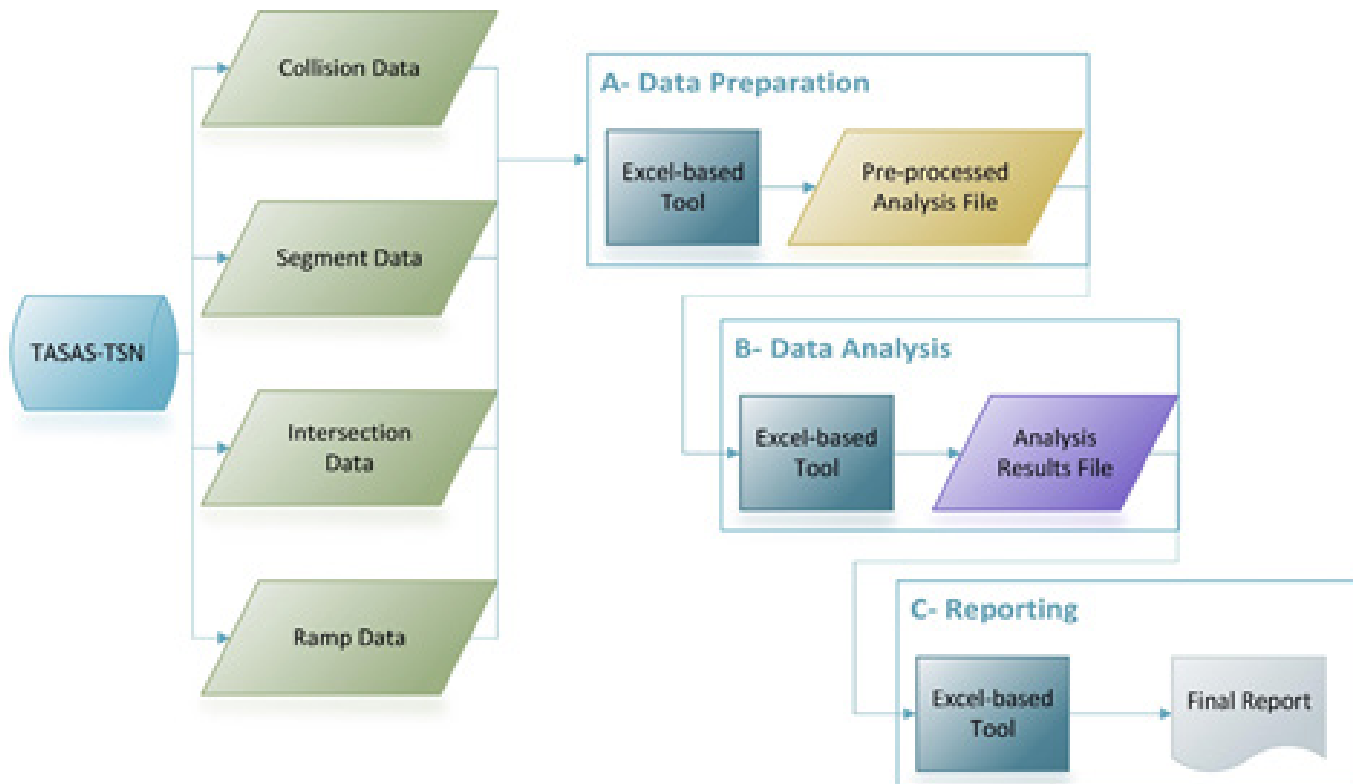 TASAS-TSN
Collision Data
Segment Data
Intersection
Data
Ramp Data
A- Data Preparation
Excel-based
Tool
Pre-processed
Analysis File
B- Data Analysis
Excel-based
Tool
Analysis
Results File
C- Reporting
Excel-based
Tool
Final Report